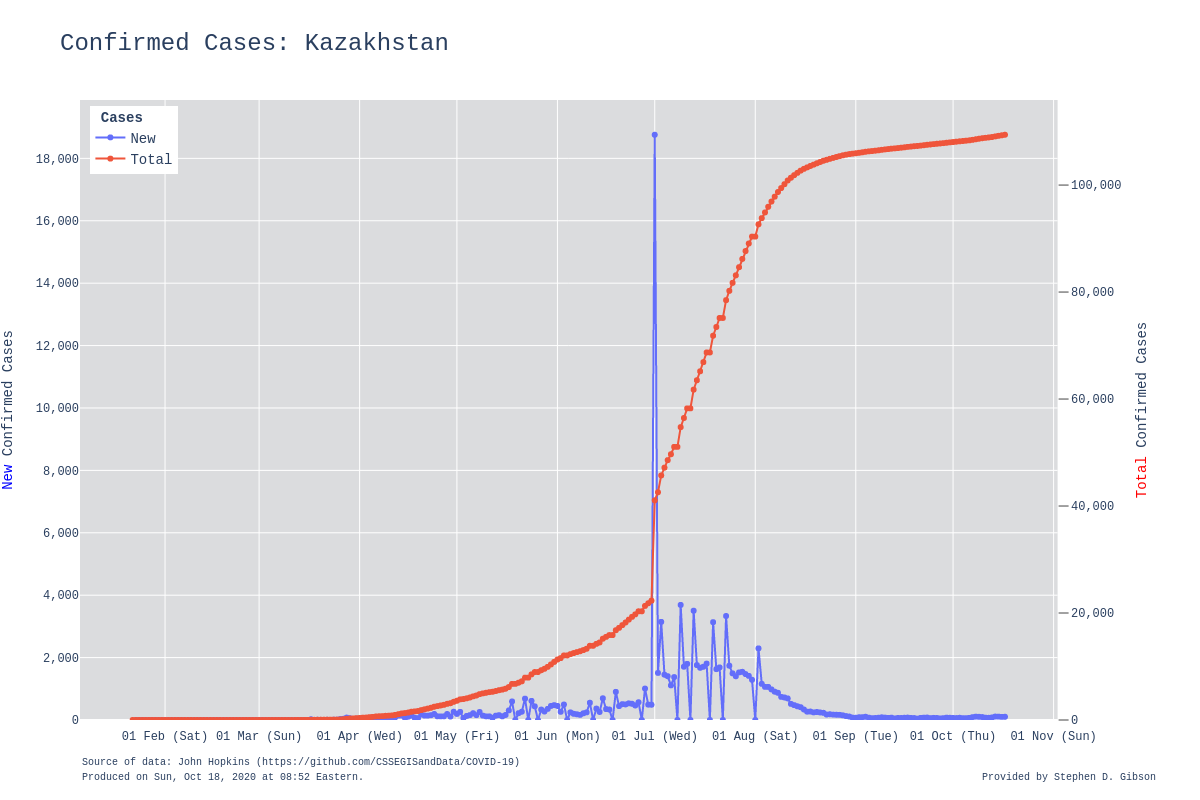 Confirmed Cases: Kazakhstan
Cases
New
Total
18,000
16,000
14,000
12,000
10,000
8,000
6,000
4,000
2,000
0
100,000
80,000
60,000
40,000
20,000
0
New Confirmed Cases
Total Confirmed Cases
01 Feb (Sat) 01 Mar (Sun) 01 Apr (Wed) 01 May (Fri) 01 Jun (Mon) 01 Jul (Wed) 01 Aug (Sat) 01 Sep (Tue) 01 Oct (Thu) 01 Nov (Sun)
Source of data: John Hopkins (https://github.com/CSSEGISandData/COVID-19)
Produced on Sun, Oct 18, 2020 at 08:52 Eastern.
Provided by Stephen D. Gibson